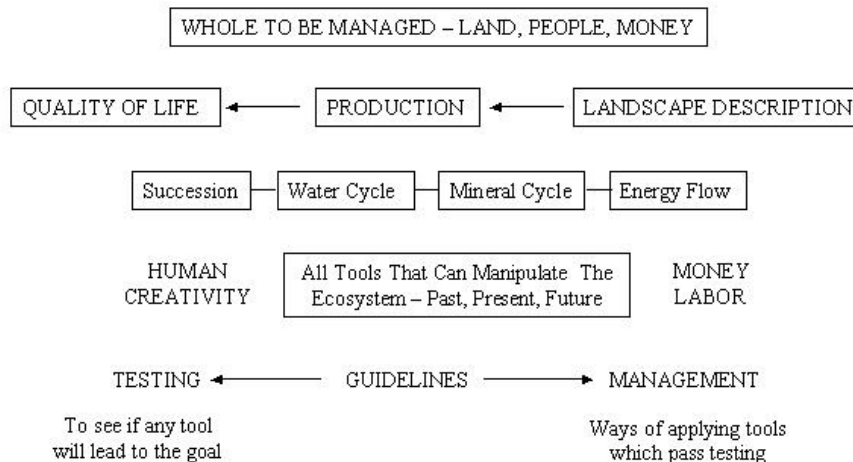 WHOLE TO BE MANAGED – LAND, PEOPLE, MONEY
QUALITY OF LIFE
PRODUCTION
LANDSCAPE DESCRIPTION
Succession
Water Cycle
Mineral Cycle
Energy Flow
HUMAN
CREATIVITY
All Tools That Can Manipulate The
Ecosystem – Past, Present, Future
MONEY
LABOR
TESTING
GUIDELINES
MANAGEMENT
To see if any tool
will lead to the goal
Ways of applying tools
which pass testing